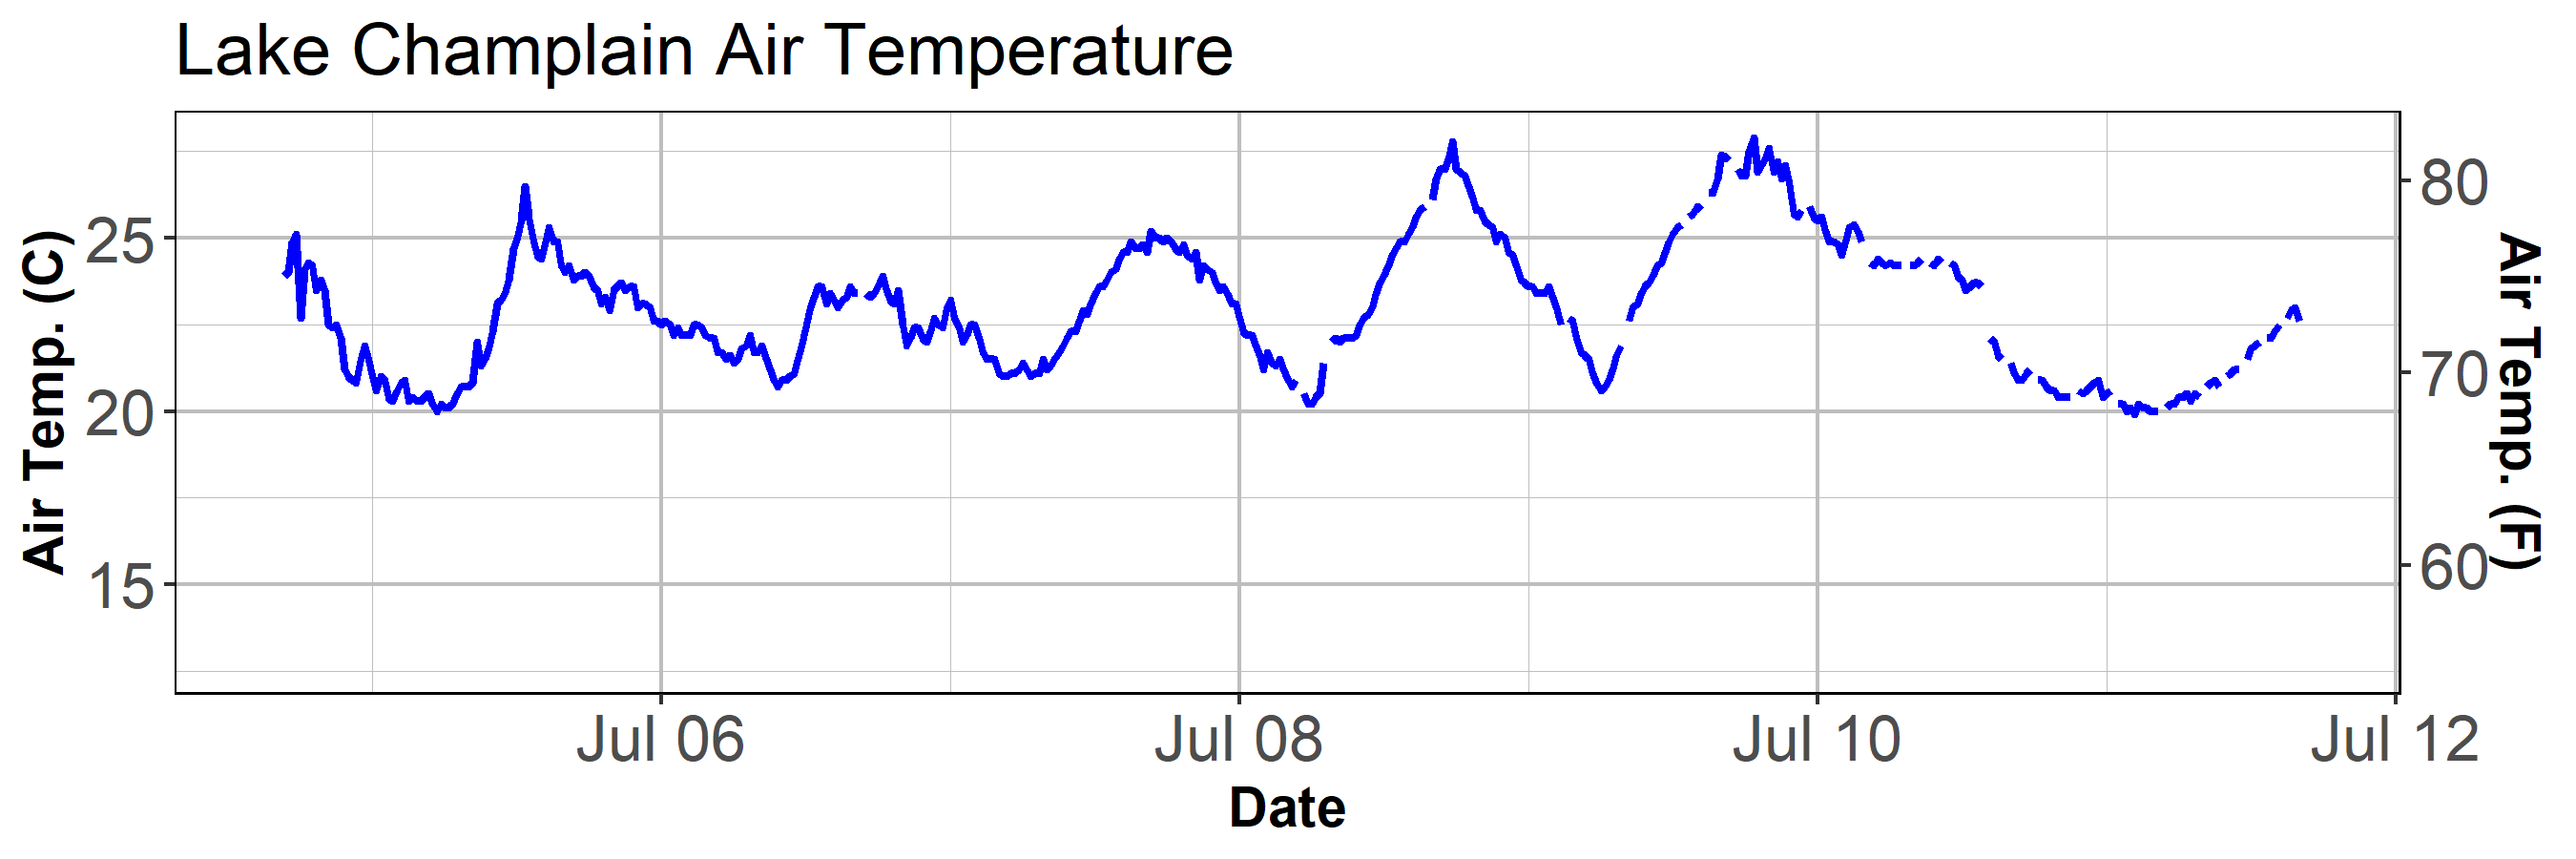 Lake Champlain Air Temperature
Air Temp. (C)
25
20
15
80
70
60
Air Temp. (F)
Jul 06
Jul 08
Jul 10
Jul 12
Date